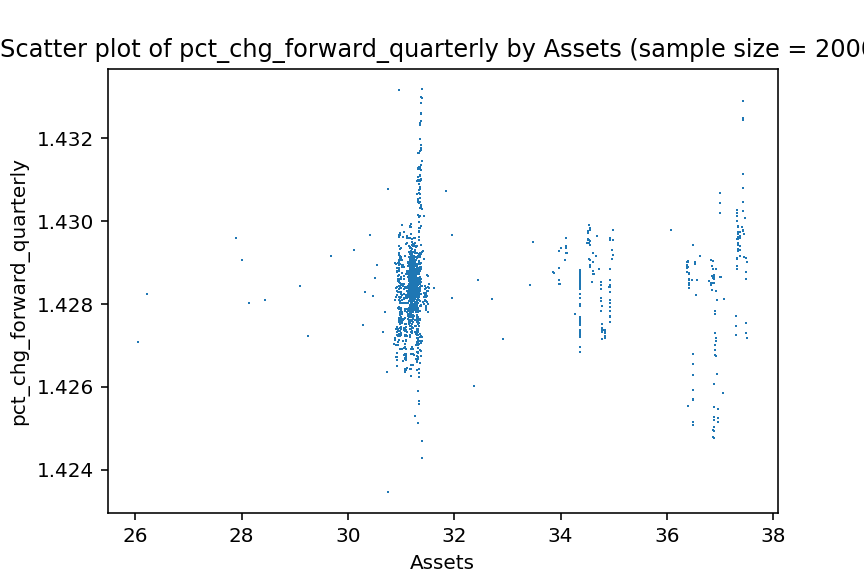 Scatter plot of pct_chg_forward_quarterly by Assets (sample size = 200
1.432
1.430
1.428
1.426
1.424
pct_chg_forward_quarterly
26 28 30 32 34 36 38
Assets